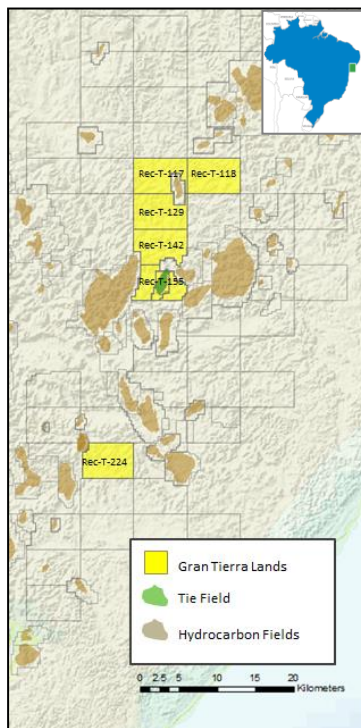 Rec-T-117
Rec-T-118
Rec-T-129
Rec-T-142
Rec-T-155
Rec-T-224
Gran Tierra Lands
Tie Field
Hydrocarbon Fields
0 2.5 5 10 15 20
Kilometers